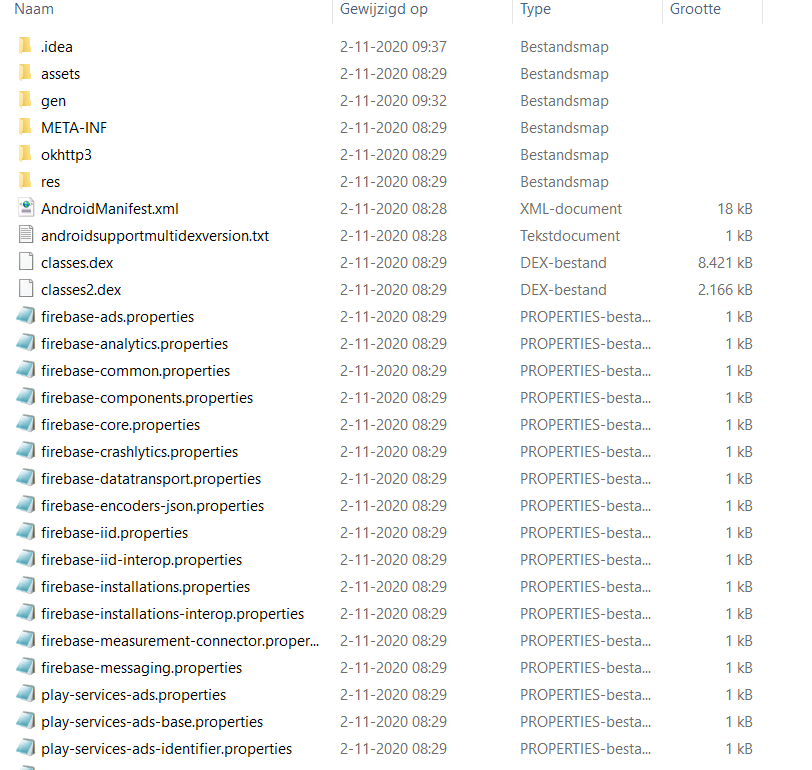 Naam Gewijzigd op Type Grootte
.idea 2-11-2020 09:37 Bestandsmap
assets 2-11-2020 08:29 Bestandsmap
gen 2-11-2020 09:32 Bestandsmap
META-INF 2-11-2020 08:29 Bestandsmap
okhttp3 2-11-2020 08:29 Bestandsmap
res 2-11-2020 08:29 Bestandsmap
AndroidManifest.xml 2-11-2020 08:28 XML-document 18 kB
androidsupportmultidexversion.txt 2-11-2020 08:28 Tekstdocument 1 kB
classes.dex 2-11-2020 08:29 DEX-bestand 8.421 kB
classes2.dex 2-11-2020 08:29 DEX-bestand 2.166 kB
firebase-ads.properties 2-11-2020 08:29 PROPERTIES-besta... 1 kB
firebase-analytics.properties 2-11-2020 08:29 PROPERTIES-besta... 1 kB
firebase-common.properties 2-11-2020 08:29 PROPERTIES-besta... 1 kB
firebase-components.properties 2-11-2020 08:29 PROPERTIES-besta... 1 kB
firebase-core.properties 2-11-2020 08:29 PROPERTIES-besta... 1 kB
firebase-crashlytics.properties 2-11-2020 08:29 PROPERTIES-besta... 1 kB
firebase-datatransport.properties 2-11-2020 08:29 PROPERTIES-besta... 1 kB
firebase-encoders-json.properties 2-11-2020 08:29 PROPERTIES-besta... 1 kB
firebase-iid.properties 2-11-2020 08:29 PROPERTIES-besta... 1 kB
firebase-iid-interop.properties 2-11-2020 08:29 PROPERTIES-besta... 1 kB
firebase-installations.properties 2-11-2020 08:29 PROPERTIES-besta... 1 kB
firebase-installations-interop.properties 2-11-2020 08:29 PROPERTIES-besta... 1 kB
firebase-measurement-connector.proper... 2-11-2020 08:29 PROPERTIES-besta... 1 kB
firebase-messaging.properties 2-11-2020 08:29 PROPERTIES-besta... 1 kB
play-services-ads.properties 2-11-2020 08:29 PROPERTIES-besta... 1 kB
play-services-ads-base.properties 2-11-2020 08:29 PROPERTIES-besta... 1 kB
play-services-ads-identifier.properties 2-11-2020 08:29 PROPERTIES-besta... 1 kB